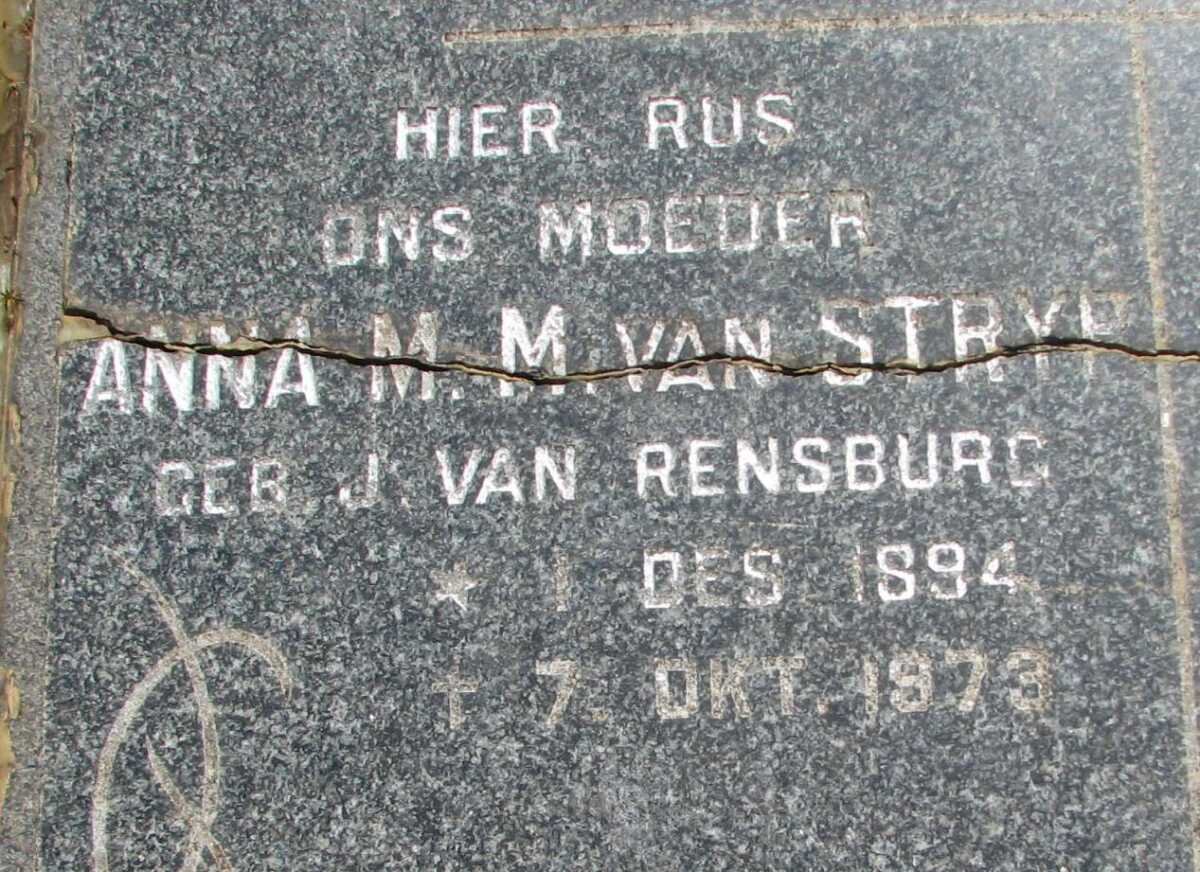 HIER RUS
ONS MOEDER
ANNA M. M. VAN STRYP
GEB. J. VAN RENSBURG
* 1 DES 1894
† 7. OKT. 1973